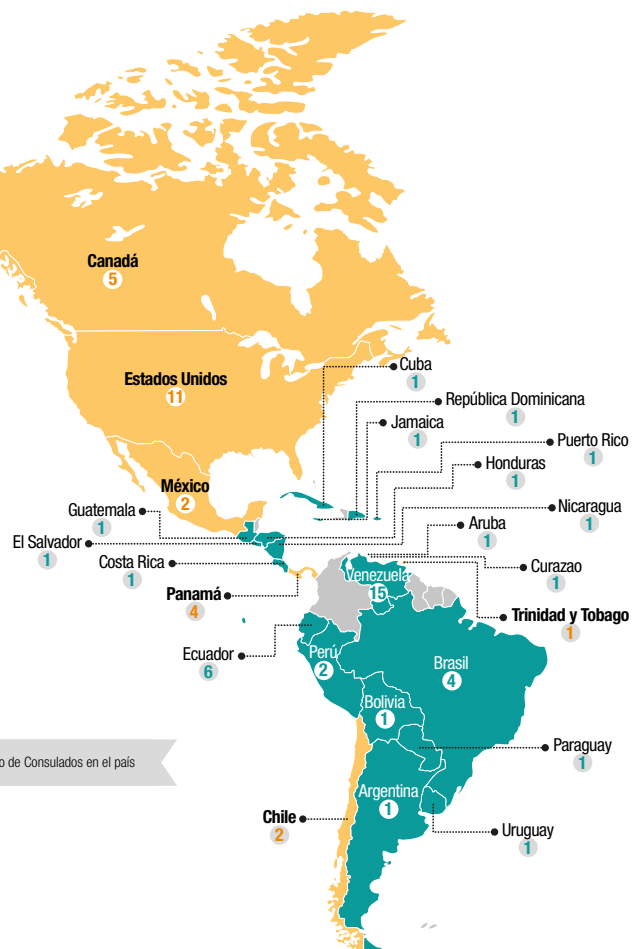 Canadá
5
Estados Unidos
11
Cuba
1
República Dominicana
1
Jamaica
1
Puerto Rico
1
Honduras
1
México
2
Guatemala
1
Nicaragua
1
El Salvador
1
Aruba
1
Costa Rica
1
Curazao
1
Venezuela
15
Panamá
4
Trinidad y Tobago
1
Ecuador
6
Perú
2
Brasil
4
Bolivia
1
Paraguay
1
de Consulados en el país
Argentina
1
Chile
2
Uruguay
1